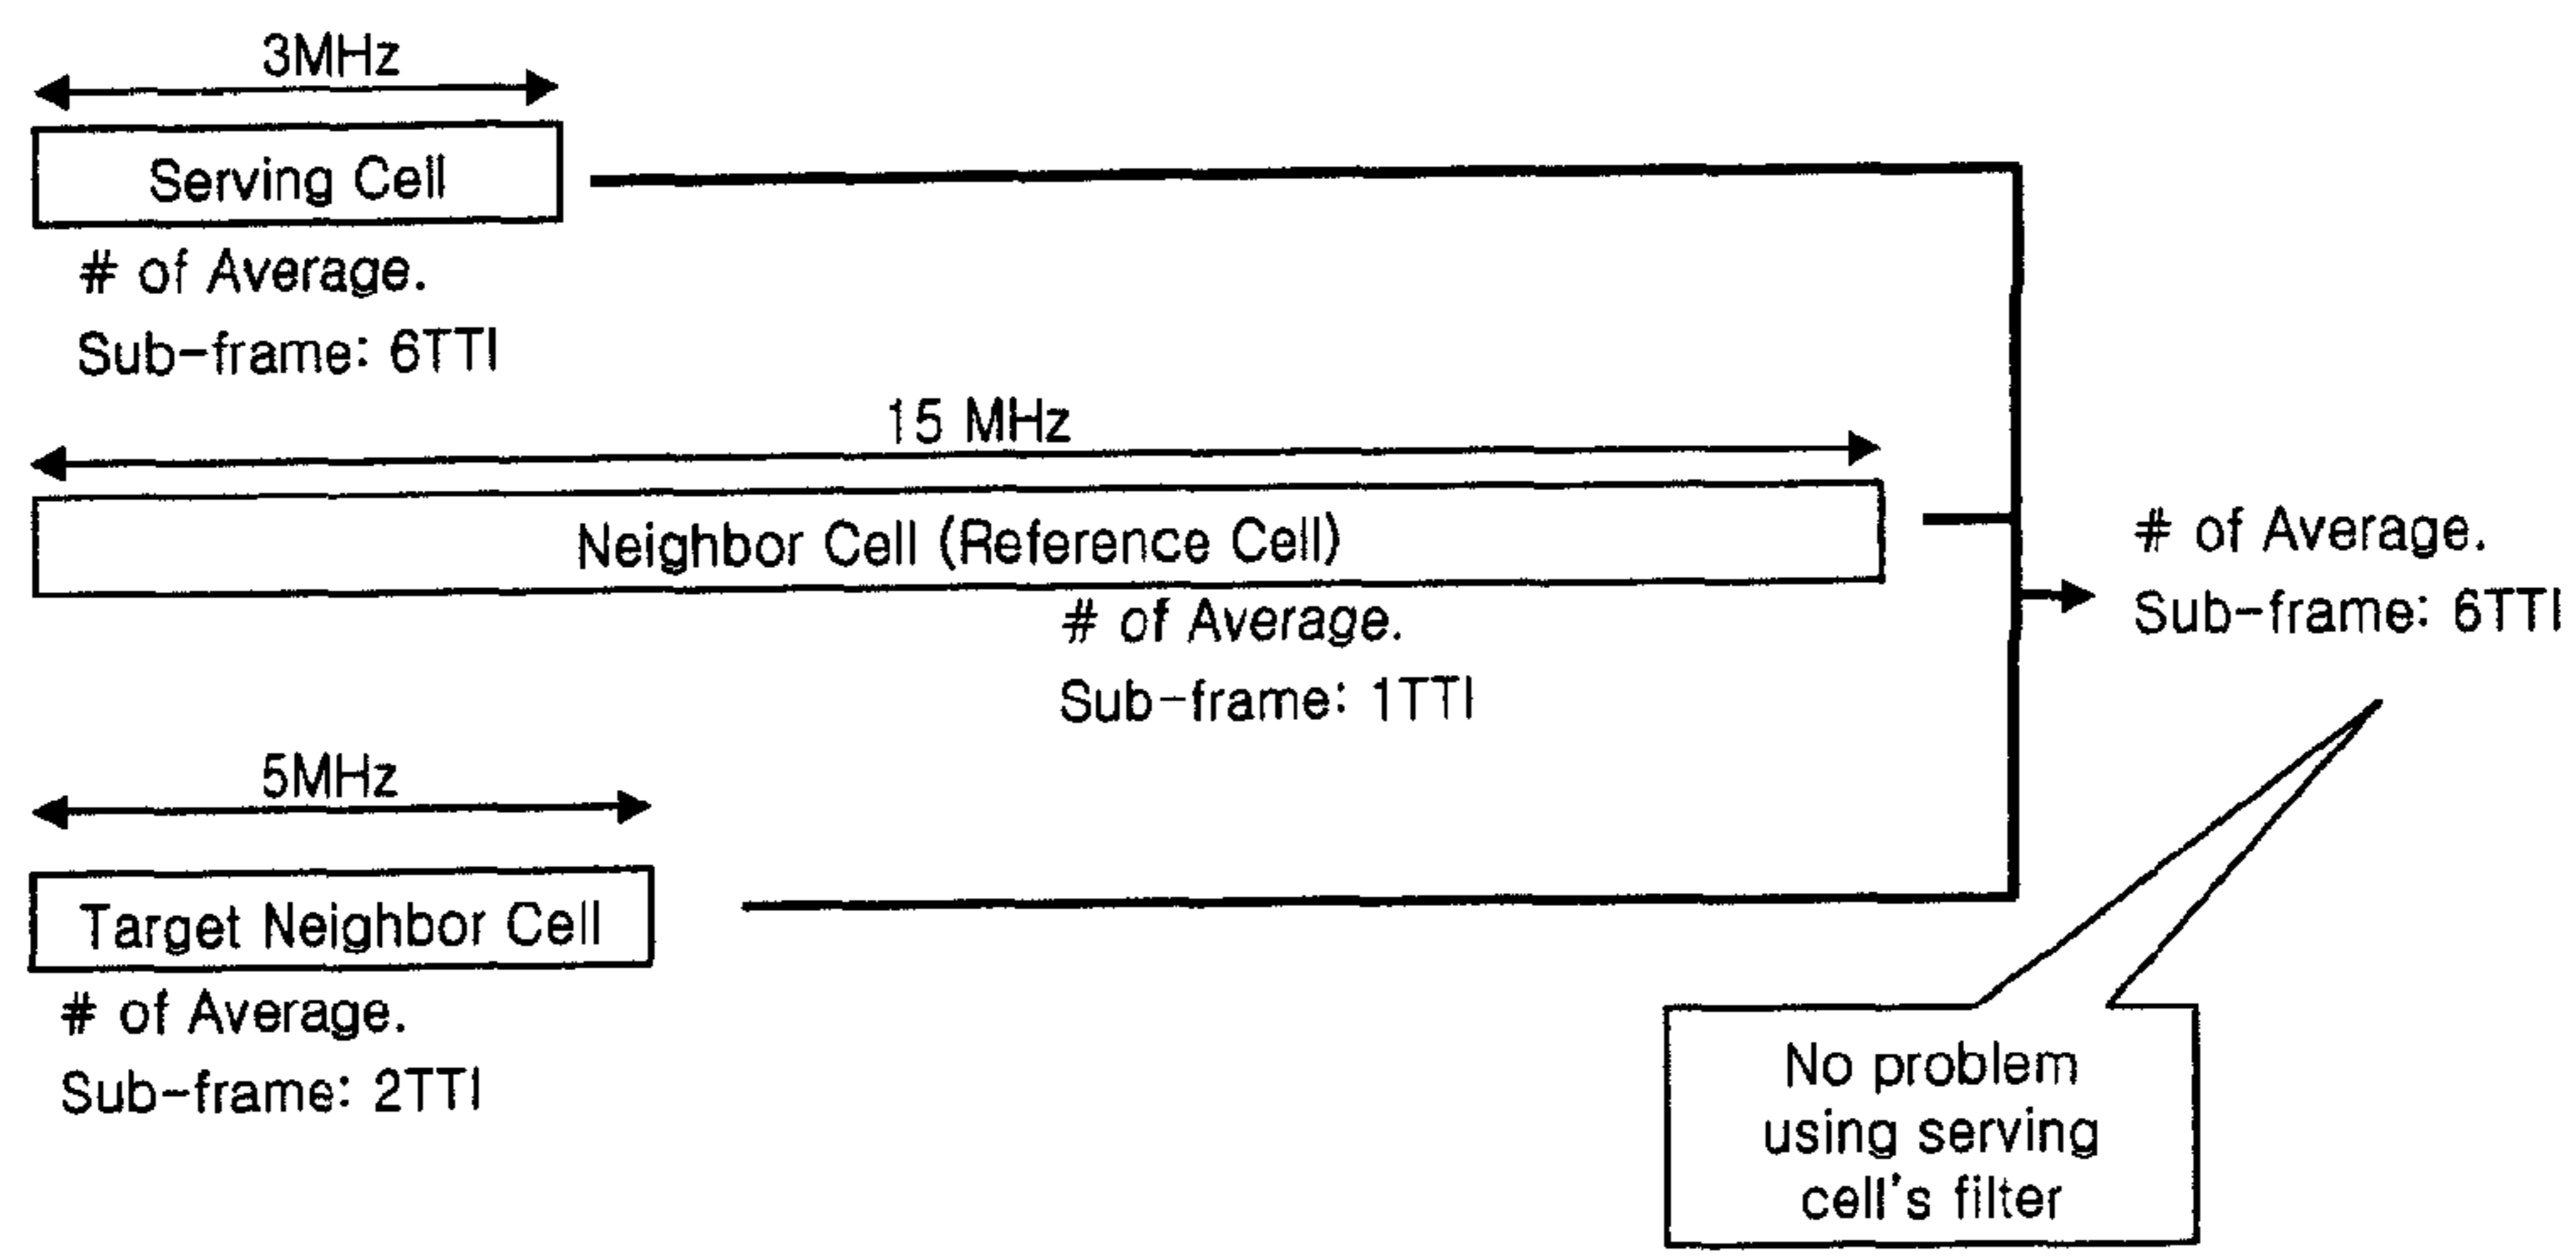 3MHz
Serving Cell
# of Average.
Sub-frame: 6TTI
15 MHz
Neighbor Cell (Reference Cell)
# of Average.
Sub-frame: 1TTI
# of Average.
Sub-frame: 6TTI
5MHz
Target Neighbor Cell
# of Average.
Sub-frame: 2TTI
No problem
using serving
cell's filter